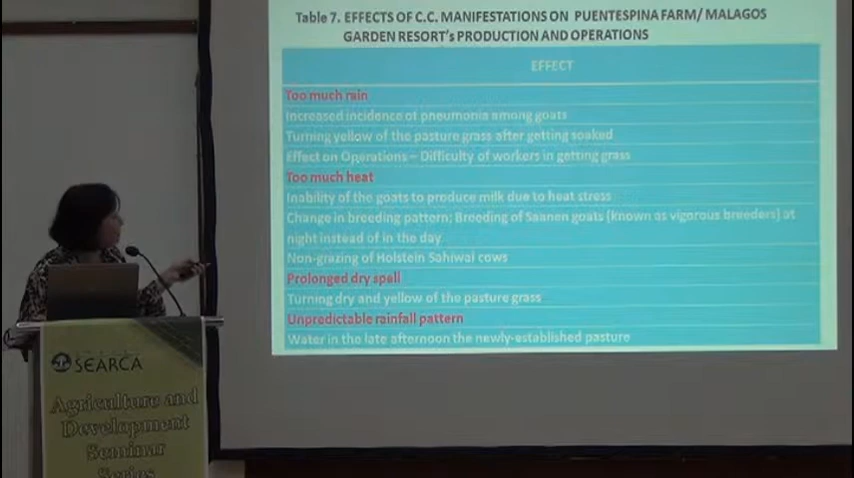 Table 7. EFFECTS OF C.C. MANIFESTATIONS ON PUENTESPINA FARM/ MALAGOS
GARDEN RESORT's PRODUCTION AND OPERATIONS
EFFECT
Too much rain
Increased incidence of pneumonia among goats
Turning yellow of the pasture grass after getting soaked
Effect on Operations – Difficulty of workers in getting grass
Too much heat
Inability of the goats to produce milk due to heat stress
Change in breeding pattern: Breeding of Saanen goats (known as vigorous breeders) at
night instead of in the day
Non-grazing of Holstein Sahiwal cows
Prolonged dry spell
Turning dry and yellow of the pasture grass
Unpredictable rainfall pattern
Water in the late afternoon the newly-established pasture
SEARCA
Agriculture and
Development
Seminar
Series